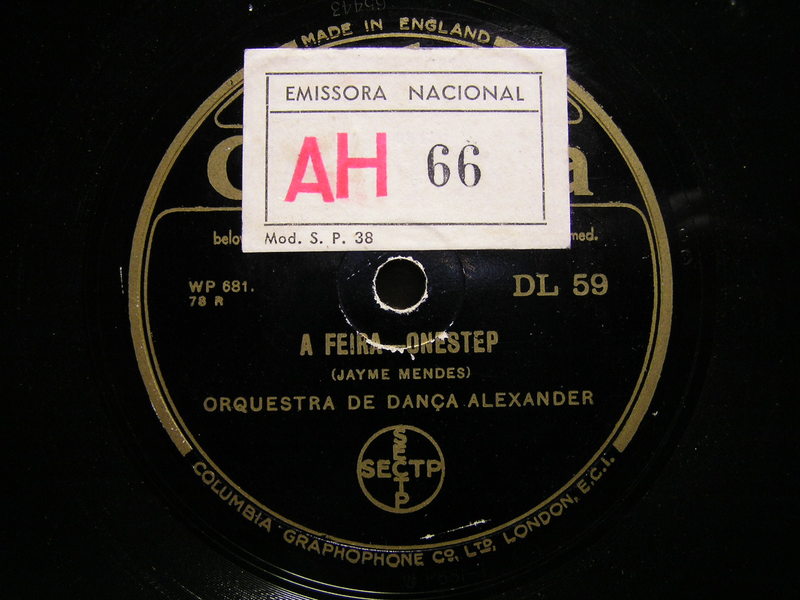 MADE IN ENGLAND
EMISSORA NACIONAL
AH 66
Mod. S. P. 38
WP 681.
78 R
DL 59
A FEIRA - ONESTEP
(JAYME MENDES)
ORQUESTRA DE DANÇA ALEXANDER
SECTP
SECTP
COLUMBIA GRAPHOPHONE CO, LTD, LONDON, E.C.I.